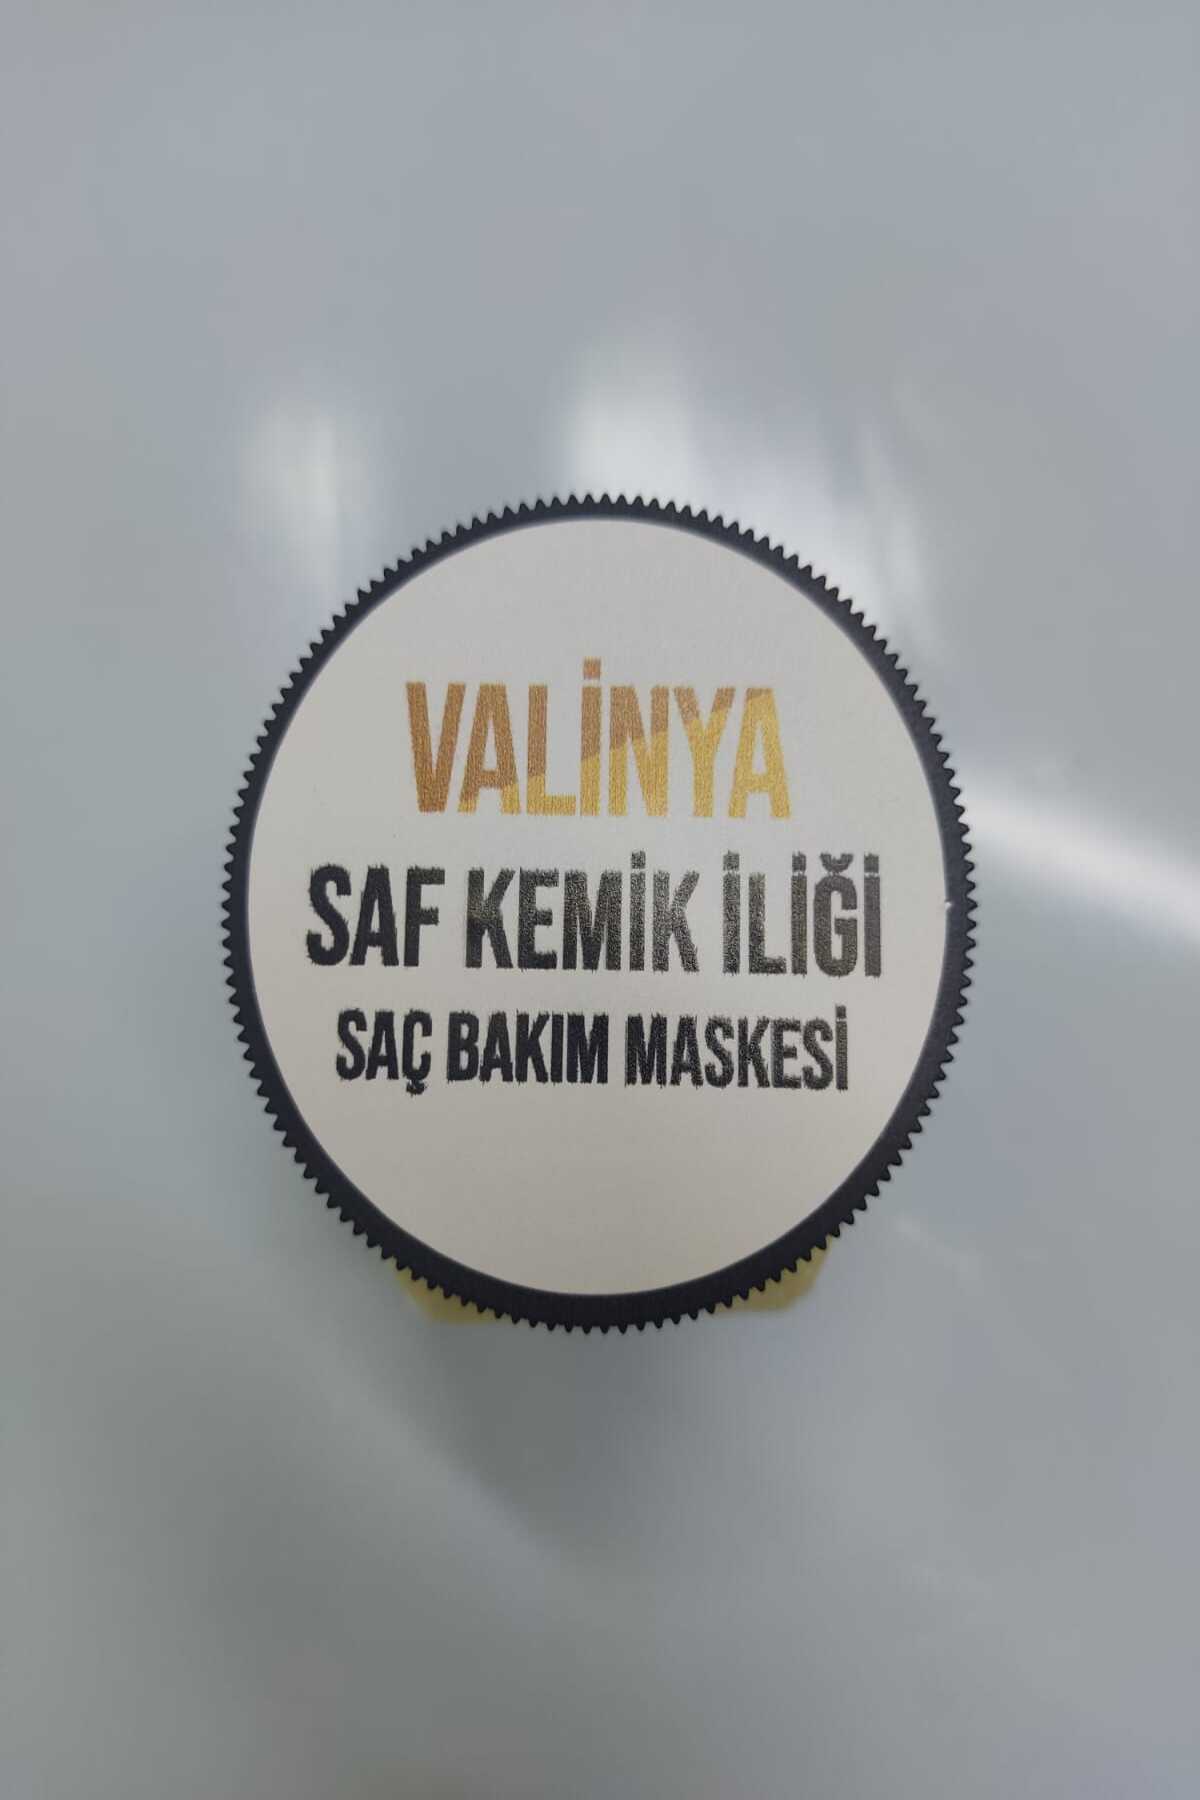 VALİNYA
SAF KEMİK İLİĞİ
SAÇ BAKIM MASKESİ